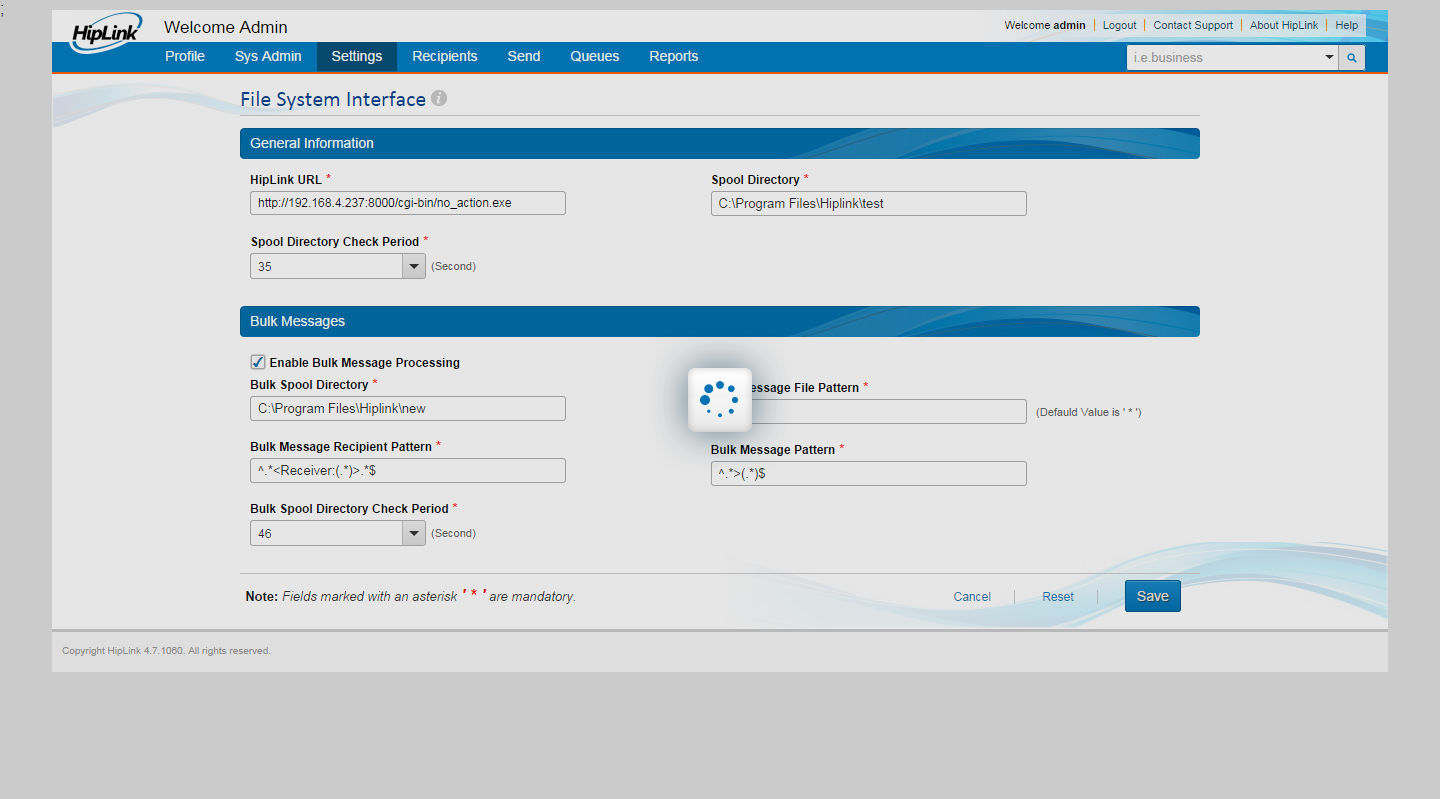 ;
HipLink
Welcome Admin
Welcome admin Logout Contact Support About HipLink Help
Profile Sys Admin Settings Recipients Send Queues Reports i.e.business
File System Interface i
General Information
HipLink URL * Spool Directory *
http://192.168.4.237:8000/cgi-bin/no_action.exe C:\Program Files\Hiplink\test
Spool Directory Check Period *
35 (Second)
Bulk Messages
Enable Bulk Message Processing
Bulk Spool Directory * File Pattern *
C:\Program Files\Hiplink\new (Defauld Value is ' * ')
Bulk Message Recipient Pattern * Bulk Message Pattern *
^.*<Receiver:(.*)>.*$ ^.*>(.*)$
Bulk Spool Directory Check Period *
46 (Second)
Note: Fields marked with an asterisk ' * ' are mandatory. Cancel Reset Save
Copyright HipLink 4.7.1060. All rights reserved.